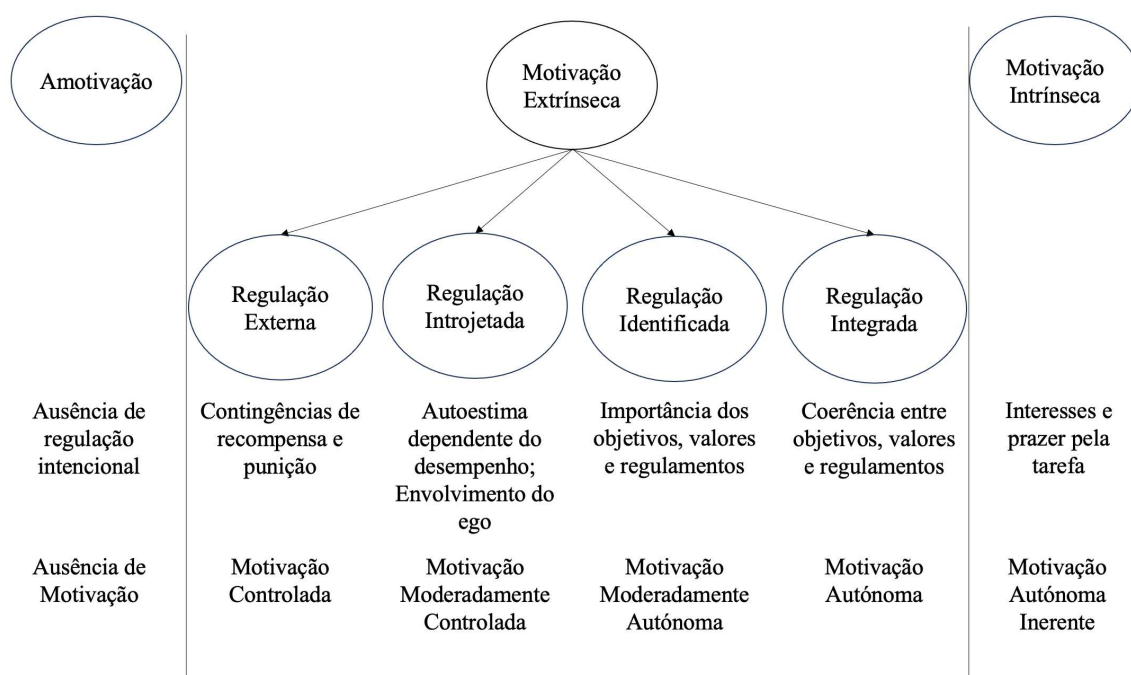 Amotivação
Motivação
Extrínseca
Motivação
Intrínseca
Regulação
Externa
Regulação
Introjetada
Regulação
Identificada
Regulação
Integrada
Ausência de
regulação
intencional
Contingências de
recompensa e
punição
Autoestima
dependente do
desempenho;
Envolvimento do
ego
Importância dos
objetivos, valores
e regulamentos
Coerência entre
objetivos, valores
e regulamentos
Interesses e
prazer pela
tarefa
Ausência de
Motivação
Motivação
Controlada
Motivação
Moderadamente
Controlada
Motivação
Moderadamente
Autónoma
Motivação
Autónoma
Motivação
Autónoma
Inerente